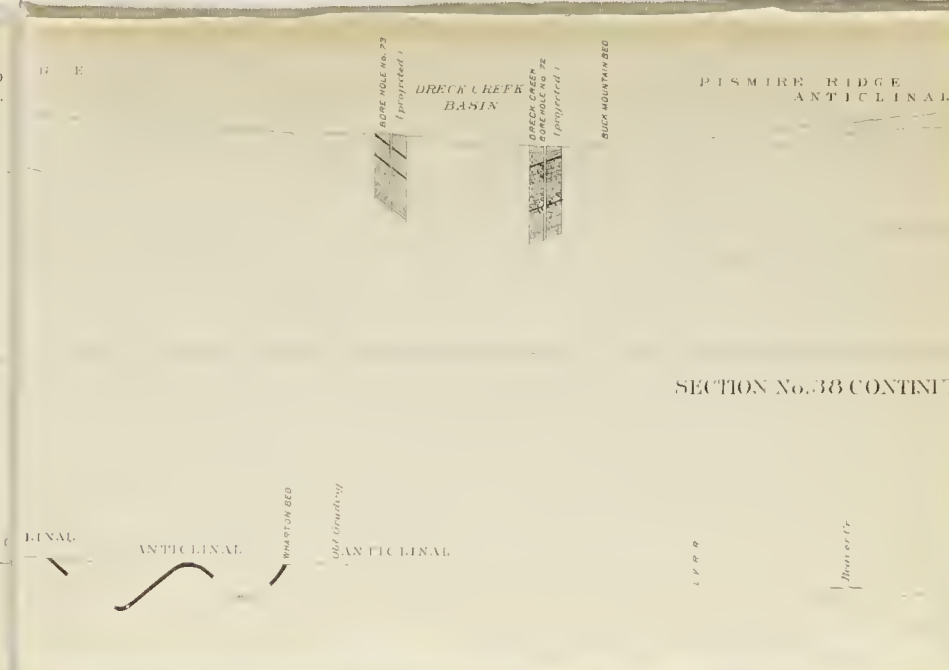 G E
BORE HOLE No. 73
(projected)
DRECK CREEK
BASIN
DRECK CREEK
BORE HOLE No. 72
(projected)
BUCK MOUNTAIN BED
PISMIRE RIDGE
ANTICLINAL
SECTION No. 38 CONTINU
LINAL
ANTICLINAL
WHARTON BED
Old Grading
ANTICLINAL
L V R R
Beaver Cr